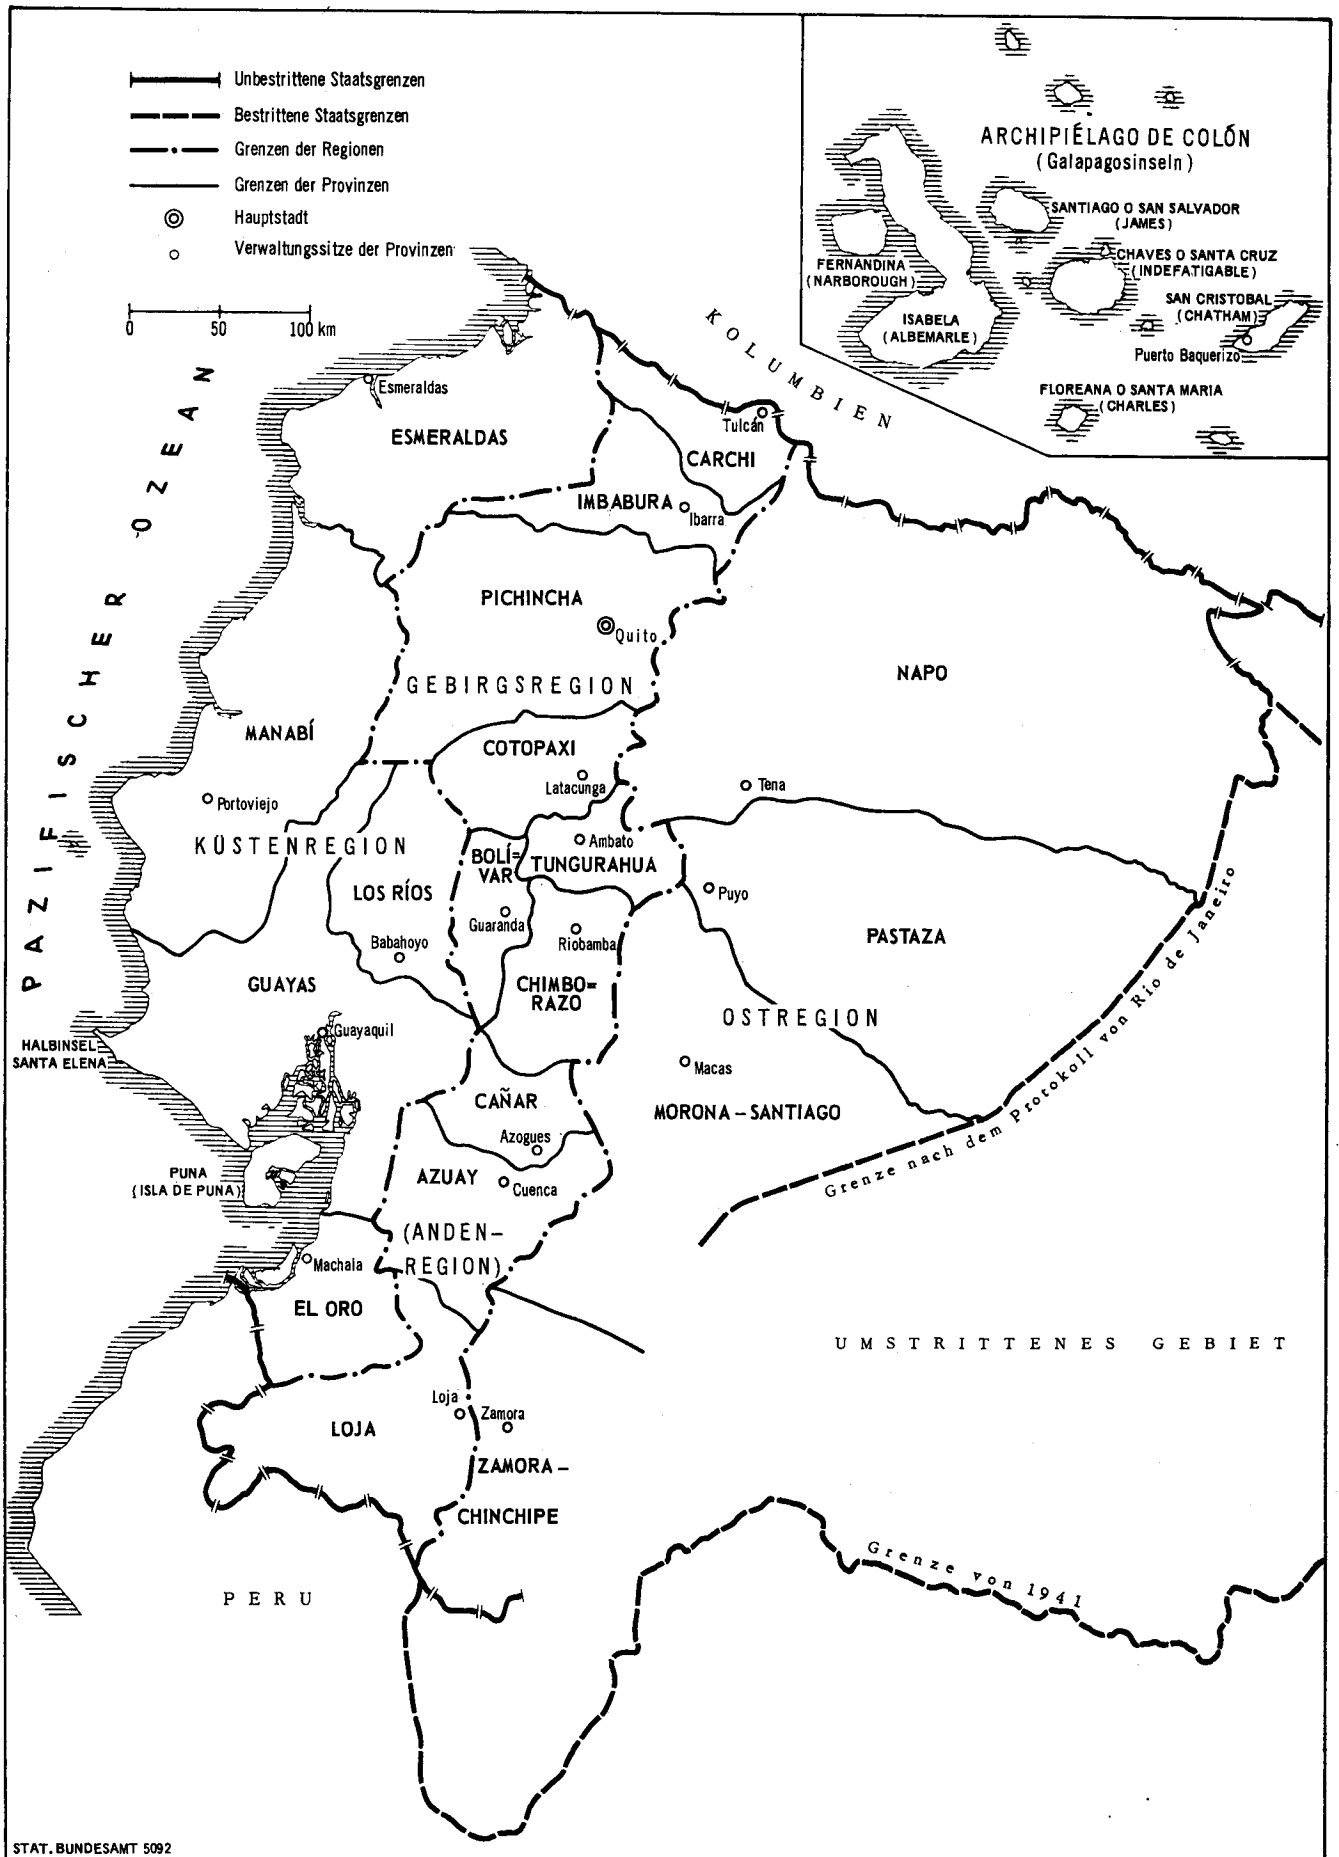 Unbestrittene Staatsgrenzen
Bestrittene Staatsgrenzen
Grenzen der Regionen
Grenzen der Provinzen
Hauptstadt
Verwaltungssitze der Provinzen
0 50 100 km
ARCHIPIÉLAGO DE COLÓN
(Galapagosinseln)
SANTIAGO O SAN SALVADOR
(JAMES)
CHAVES O SANTA CRUZ
(INDEFATIGABLE)
FERNANDINA
(NARBOROUGH)
SAN CRISTOBAL
(CHATHAM)
ISABELA
(ALBEMARLE)
Puerto Baquerizo
FLOREANA O SANTA MARIA
(CHARLES)
KOLUMBIEN
PAZIFISCHER OZEAN
Esmeraldas
ESMERALDAS
Tulcán
CARCHI
IMBABURA
Ibarra
PICHINCHA
Quito
GEBIRGSREGION
NAPO
MANABÍ
COTOPAXI
Latacunga
Tena
Portoviejo
KÜSTENREGION
Ambato
BOLÍ=
VAR
TUNGURAHUA
LOS RÍOS
Puyo
Guaranda
Riobamba
Babahoyo
PASTAZA
GUAYAS
CHIMBO=
RAZO
OSTREGION
Guayaquil
HALBINSEL
SANTA ELENA
Macas
CAÑAR
MORONA – SANTIAGO
Azogues
Grenze nach dem Protokoll von Rio de Janeiro
AZUAY
PUNA
(ISLA DE PUNA)
Cuenca
(ANDEN–
REGION)
Machala
EL ORO
UMSTRITTENES GEBIET
Loja
Zamora
LOJA
ZAMORA –
CHINCHIPE
Grenze von 1941
PERU
STAT. BUNDESAMT 5092